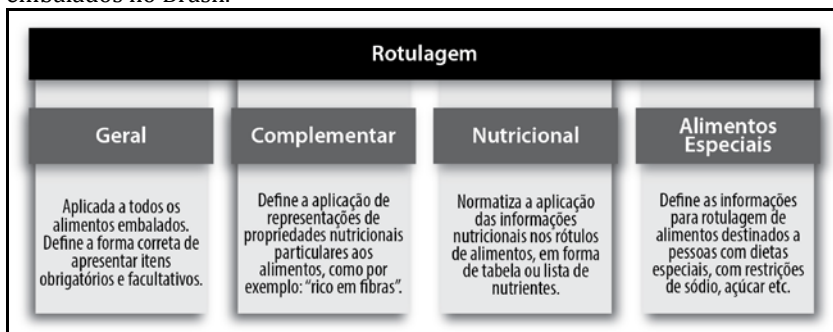 embalados no Brasil.
Rotulagem
Geral
Aplicada a todos os
alimentos embalados.
Define a forma correta de
apresentar itens
obrigatórios e facultativos.
Complementar
Define a aplicação de
representações de
propriedades nutricionais
particulares aos
alimentos, como por
exemplo: "rico em fibras".
Nutricional
Normatiza a aplicação
das informações
nutricionais nos rótulos
de alimentos, em forma
de tabela ou lista de
nutrientes.
Alimentos
Especiais
Define as informações
para rotulagem de
alimentos destinados a
pessoas com dietas
especiais, com restrições
de sódio, açúcar etc.